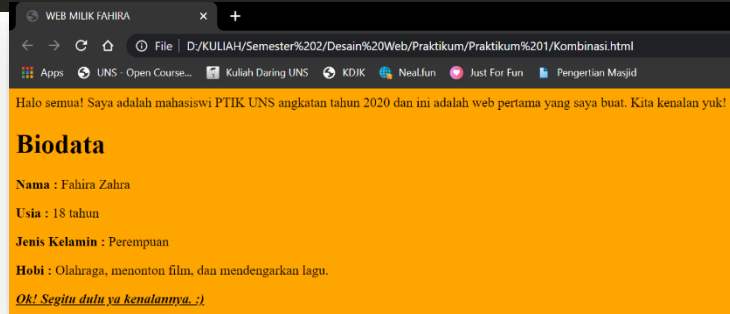 WEB MILIK FAHIRA
File | D:/KULIAH/Semester%202/Desain%20Web/Praktikum/Praktikum%201/Kombinasi.html
Apps UNS - Open Course... Kuliah Daring UNS KDJK Neal.fun Just For Fun Pengertian Masjid
Halo semua! Saya adalah mahasiswi PTIK UNS angkatan tahun 2020 dan ini adalah web pertama yang saya buat. Kita kenalan yuk!
Biodata
Nama : Fahira Zahra
Usia : 18 tahun
Jenis Kelamin : Perempuan
Hobi : Olahraga, menonton film, dan mendengarkan lagu.
Ok! Segitu dulu ya kenalannya. :)